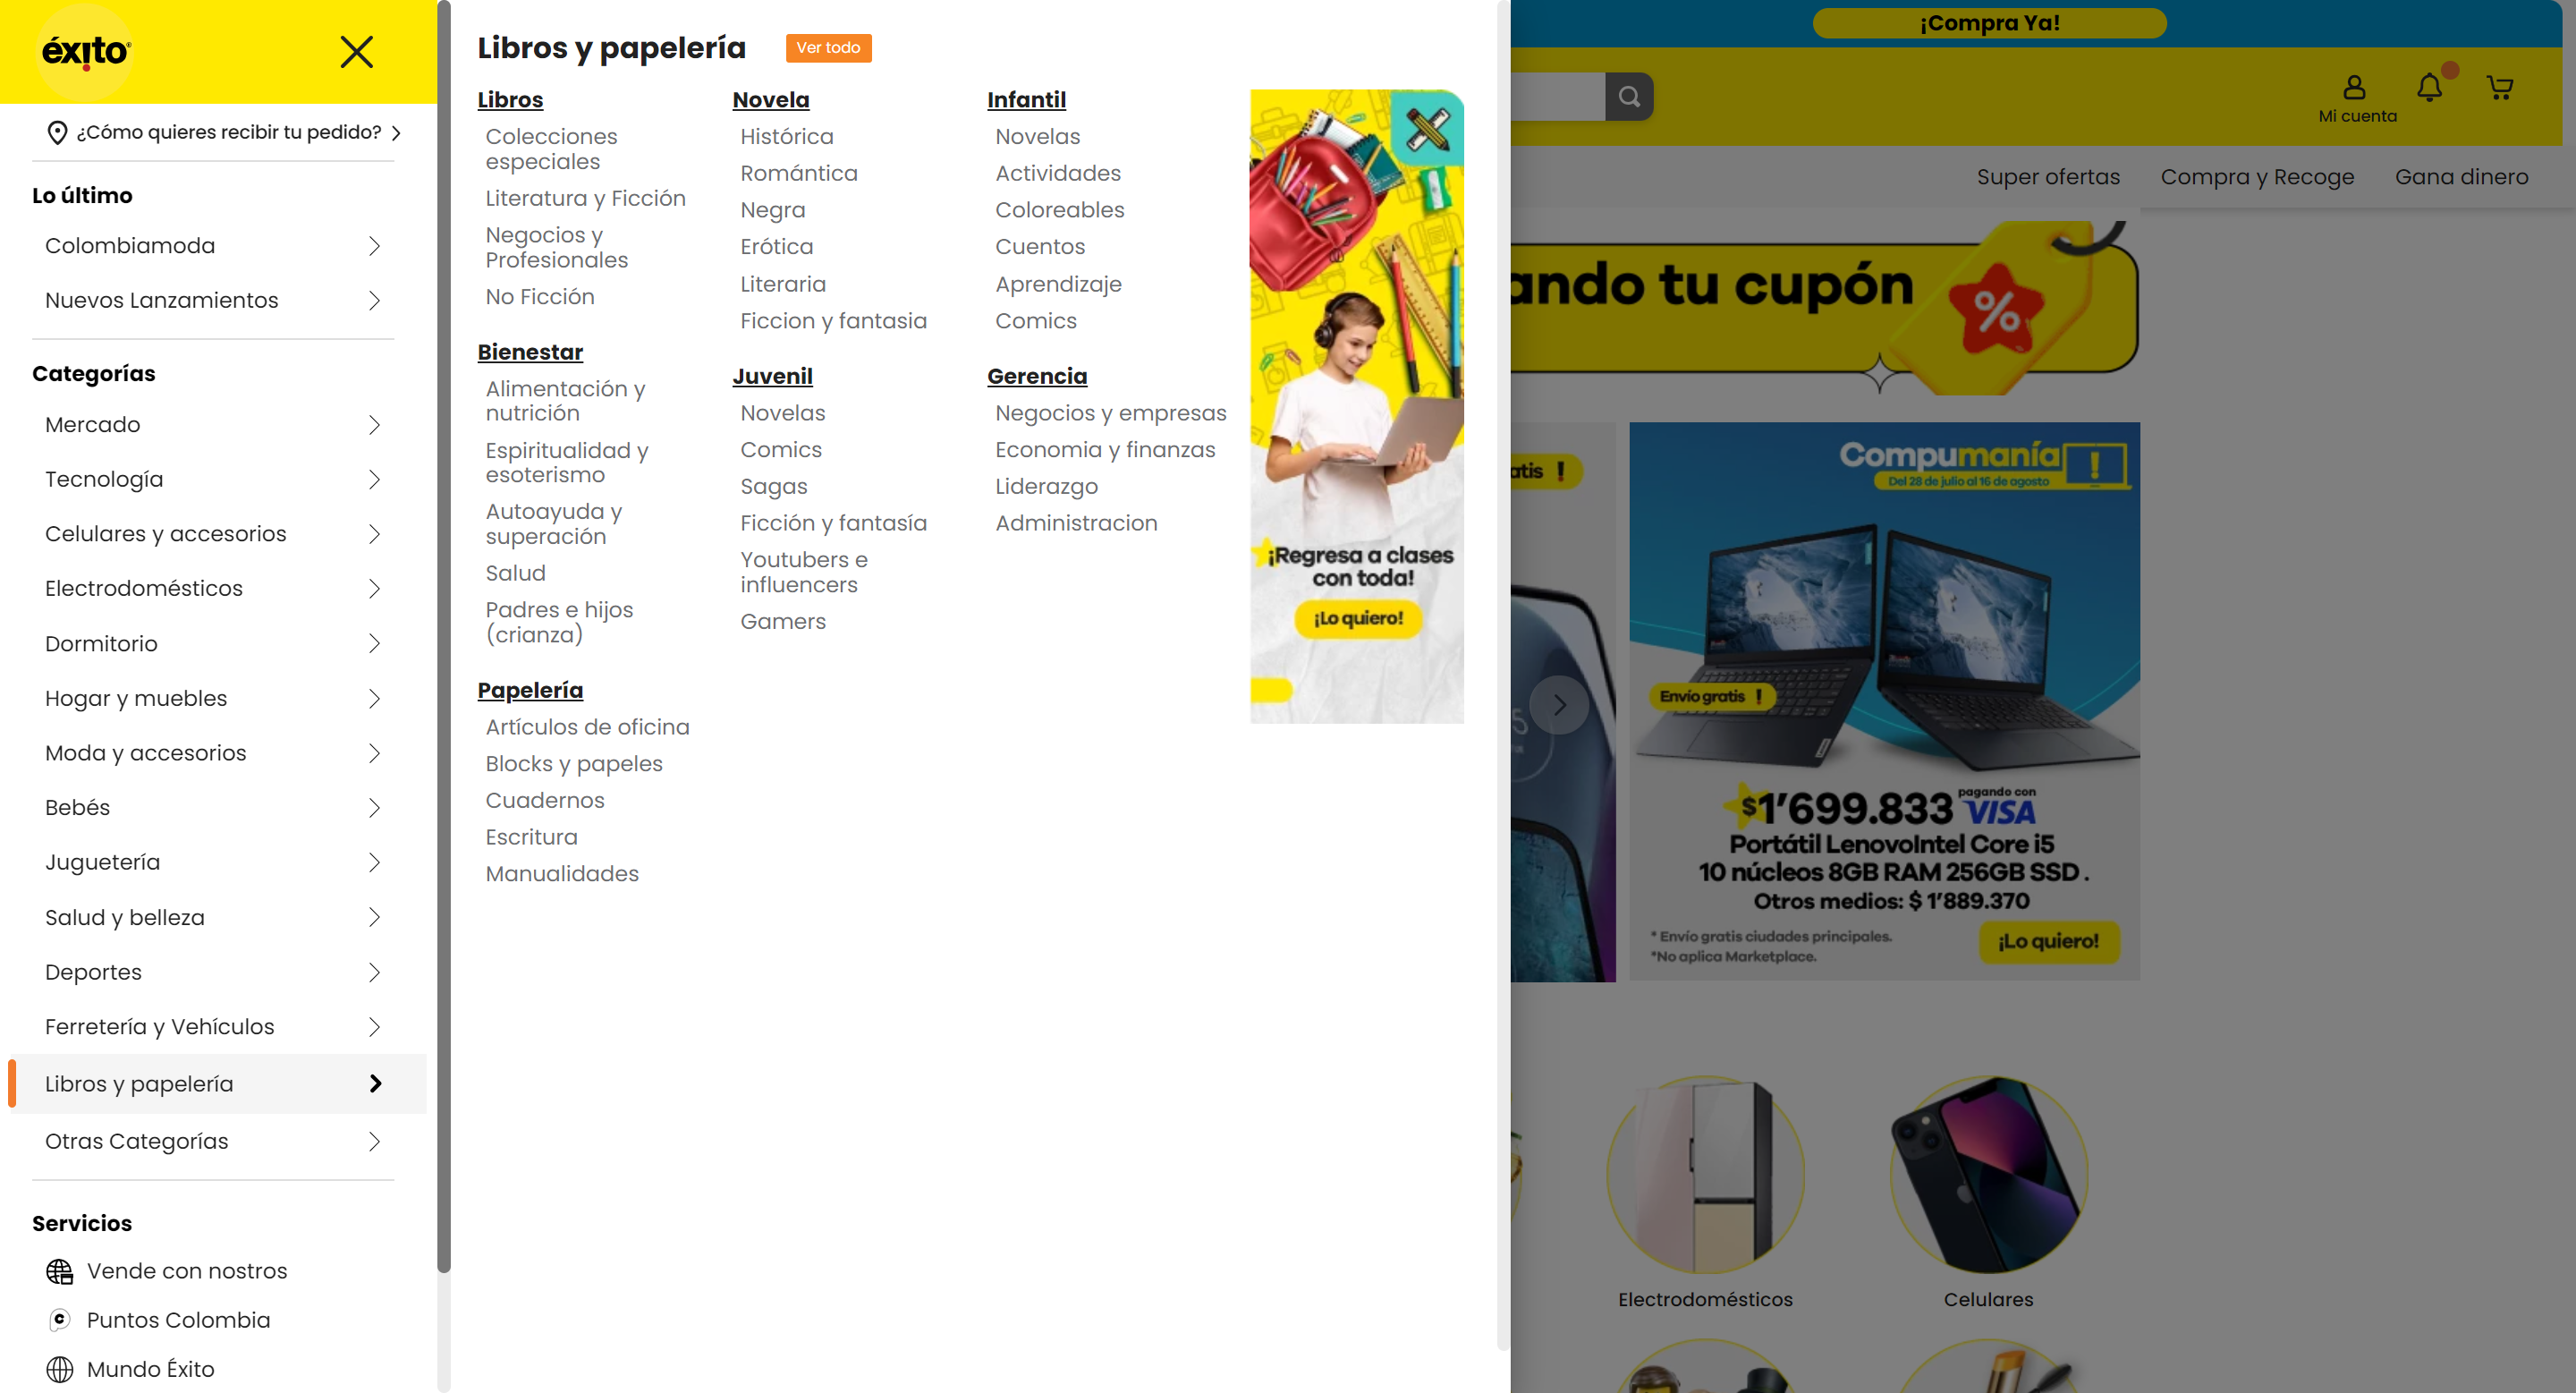 éxito
¿Cómo quieres recibir tu pedido?
Lo último
Colombiamoda
Nuevos Lanzamientos
Categorías
Mercado
Tecnología
Celulares y accesorios
Electrodomésticos
Dormitorio
Hogar y muebles
Moda y accesorios
Bebés
Juguetería
Salud y belleza
Deportes
Ferretería y Vehículos
Libros y papelería
Otras Categorías
Servicios
Vende con nostros
Puntos Colombia
Mundo Éxito
Libros y papelería
Ver todo
Libros
Colecciones
especiales
Literatura y Ficción
Negocios y
Profesionales
No Ficción
Bienestar
Alimentación y
nutrición
Espiritualidad y
esoterismo
Autoayuda y
superación
Salud
Padres e hijos
(crianza)
Papelería
Artículos de oficina
Blocks y papeles
Cuadernos
Escritura
Manualidades
Novela
Histórica
Romántica
Negra
Erótica
Literaria
Ficcion y fantasia
Juvenil
Novelas
Comics
Sagas
Ficción y fantasía
Youtubers e
influencers
Gamers
Infantil
Novelas
Actividades
Coloreables
Cuentos
Aprendizaje
Comics
Gerencia
Negocios y empresas
Economia y finanzas
Liderazgo
Administracion
¡Regresa a clases
con toda!
¡Lo quiero!
¡Compra Ya!
Mi cuenta
Super ofertas
Compra y Recoge
Gana dinero
ando tu cupón
%
atis !
Compumanía
Del 28 de julio al 16 de agosto
Envío gratis !
$1'699.833 pagando con
VISA
Portátil LenovoIntel Core i5
10 núcleos 8GB RAM 256GB SSD .
Otros medios: $ 1'889.370
* Envío gratis ciudades principales.
*No aplica Marketplace.
¡Lo quiero!
Electrodomésticos
Celulares